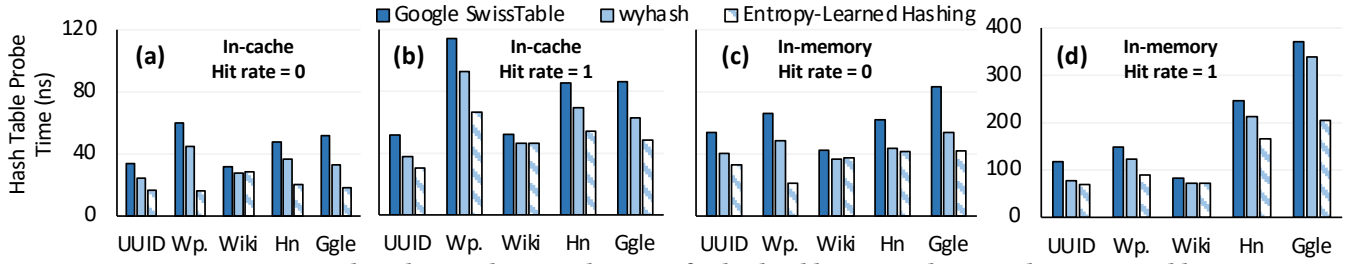 Google SwissTable wyhash Entropy-Learned Hashing
Hash Table Probe
Time (ns)
120
80
40
0
(a)
In-cache
Hit rate = 0
UUID Wp. Wiki Hn Ggle
(b)
In-cache
Hit rate = 1
UUID Wp. Wiki Hn Ggle
(c)
In-memory
Hit rate = 0
UUID Wp. Wiki Hn Ggle
400
300
200
100
0
(d)
In-memory
Hit rate = 1
UUID Wp. Wiki Hn Ggle